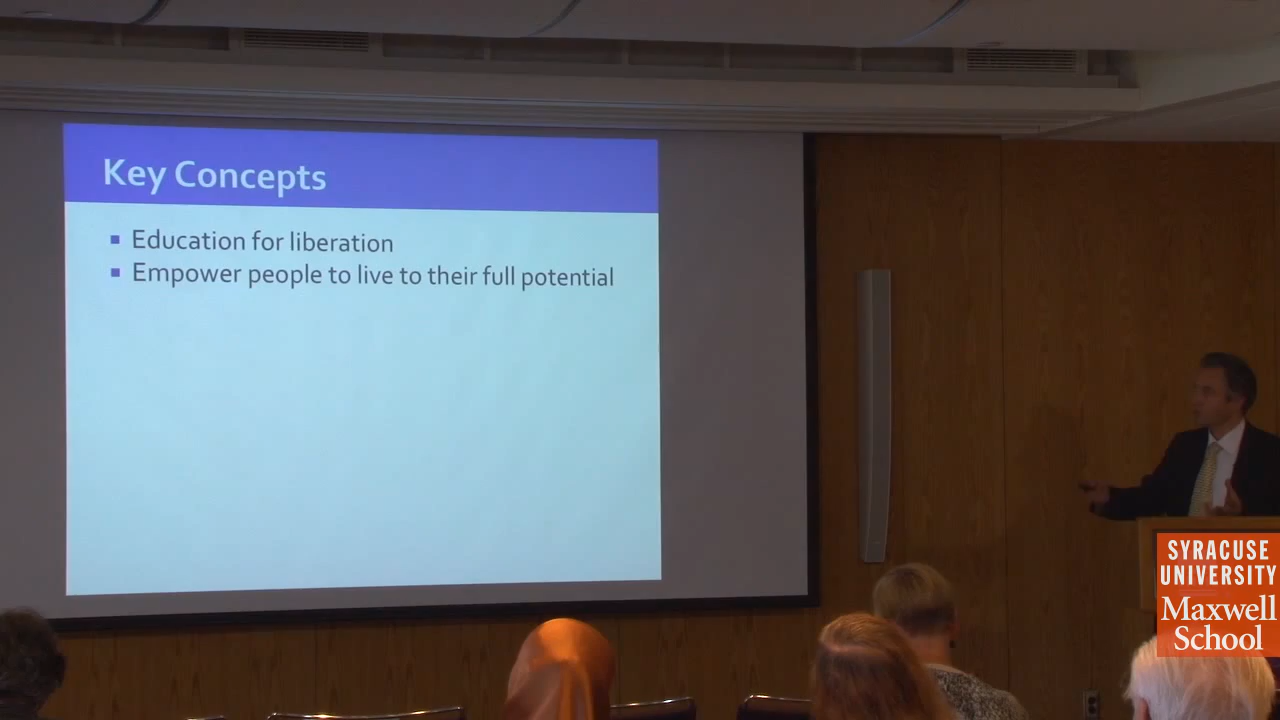 Key Concepts
Education for liberation
Empower people to live to their full potential
SYRACUSE
UNIVERSITY
Maxwell
School